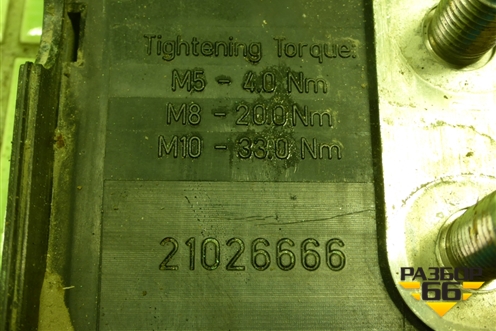 Tightening Torque:
M5 - 4.0 Nm
M8 - 20.0 Nm
M10 - 33.0 Nm
21026666
РАЗБОР
66